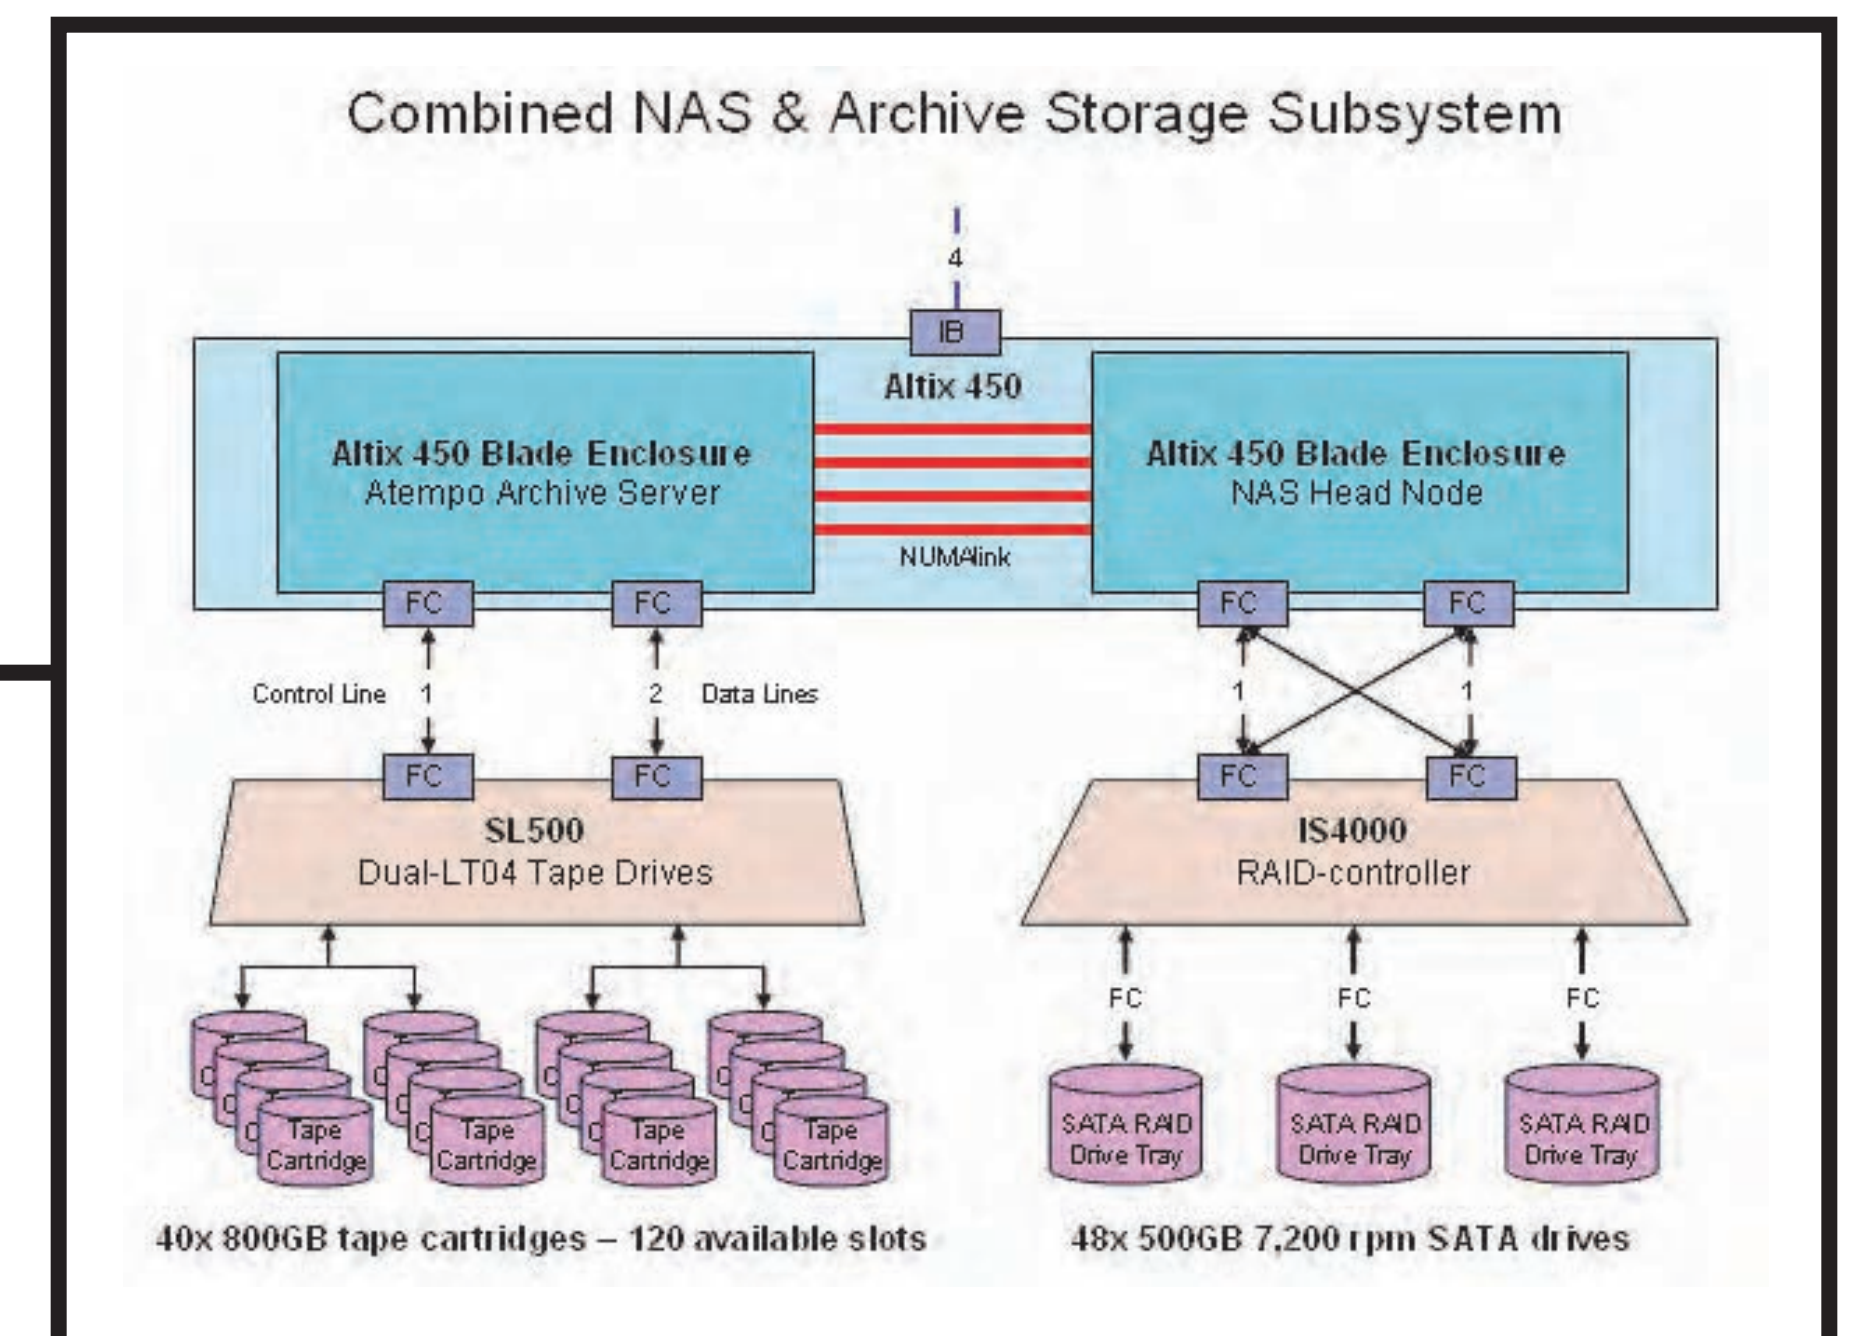 Combined NAS & Archive Storage Subsystem
4
IB
Altix 450
Altix 450 Blade Enclosure
Atempo Archive Server
Altix 450 Blade Enclosure
NAS Head Node
NUMAlink
FC
FC
FC
FC
Control Line
1
2
Data Lines
1
1
FC
FC
FC
FC
SL500
Dual-LT04 Tape Drives
IS4000
RAID-controller
FC
FC
FC
Tape
Cartridge
Tape
Cartridge
Tape
Cartridge
Tape
Cartridge
SATA RAID
Drive Tray
SATA RAID
Drive Tray
SATA RAID
Drive Tray
40x 800GB tape cartridges – 120 available slots
48x 500GB 7,200 rpm SATA drives